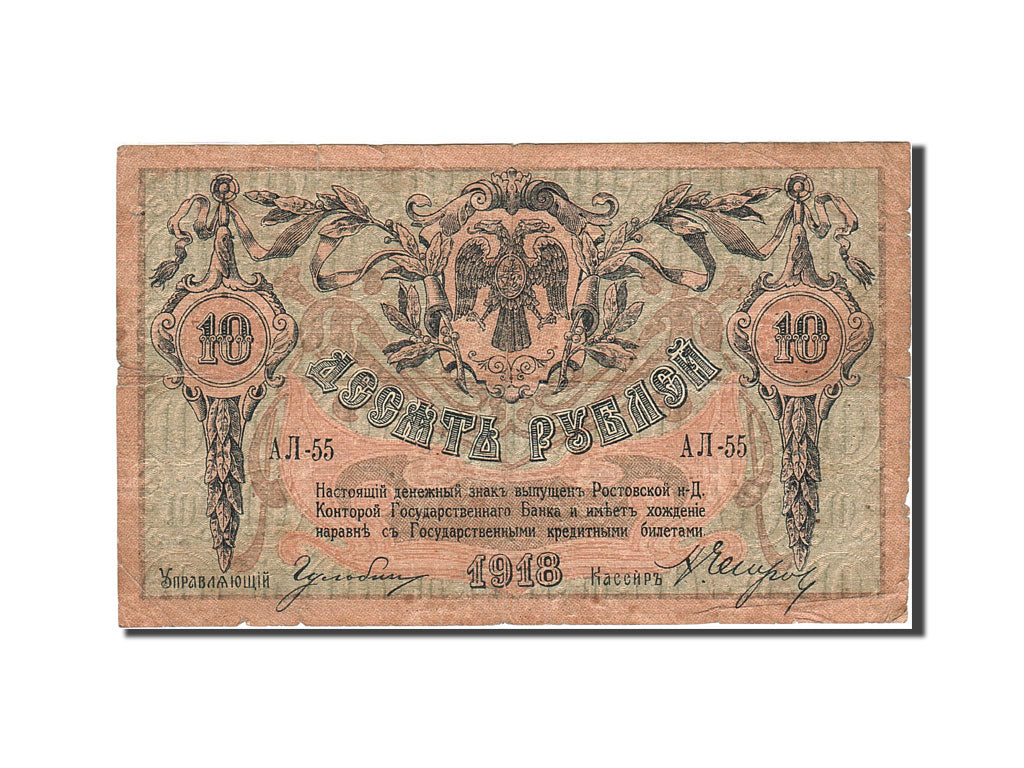 10
10
ДЕСЯТЬ РУБЛЕЙ
АЛ-55
АЛ-55
Настоящій денежный знакъ выпущенъ Ростовской н-Д.
Конторой Государственнаго Банка и имѣетъ хожденіе
наравнѣ съ Государственными кредитными билетами.
Управляющій
1918
Кассиръ